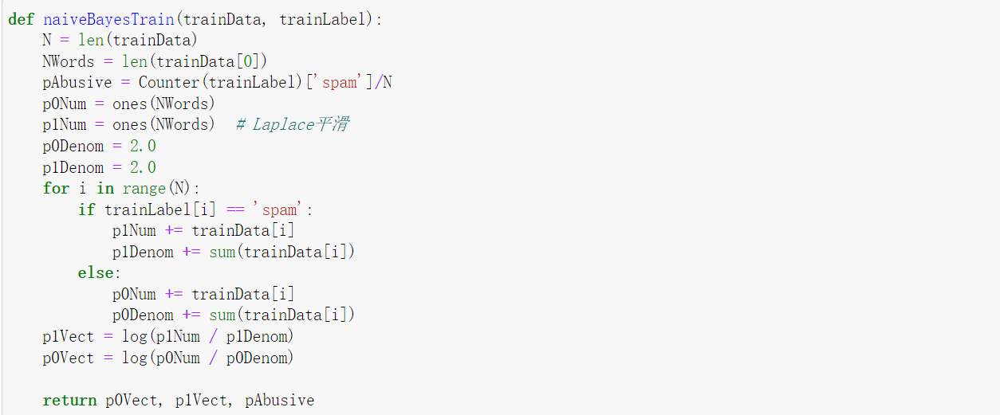 def naiveBayesTrain(trainData, trainLabel):
    N = len(trainData)
    NWords = len(trainData[0])
    pAbusive = Counter(trainLabel)['spam']/N
    p0Num = ones(NWords)
    p1Num = ones(NWords)  # Laplace平滑
    p0Denom = 2.0
    p1Denom = 2.0
    for i in range(N):
        if trainLabel[i] == 'spam':
            p1Num += trainData[i]
            p1Denom += sum(trainData[i])
        else:
            p0Num += trainData[i]
            p0Denom += sum(trainData[i])
    p1Vect = log(p1Num / p1Denom)
    p0Vect = log(p0Num / p0Denom)

    return p0Vect, p1Vect, pAbusive